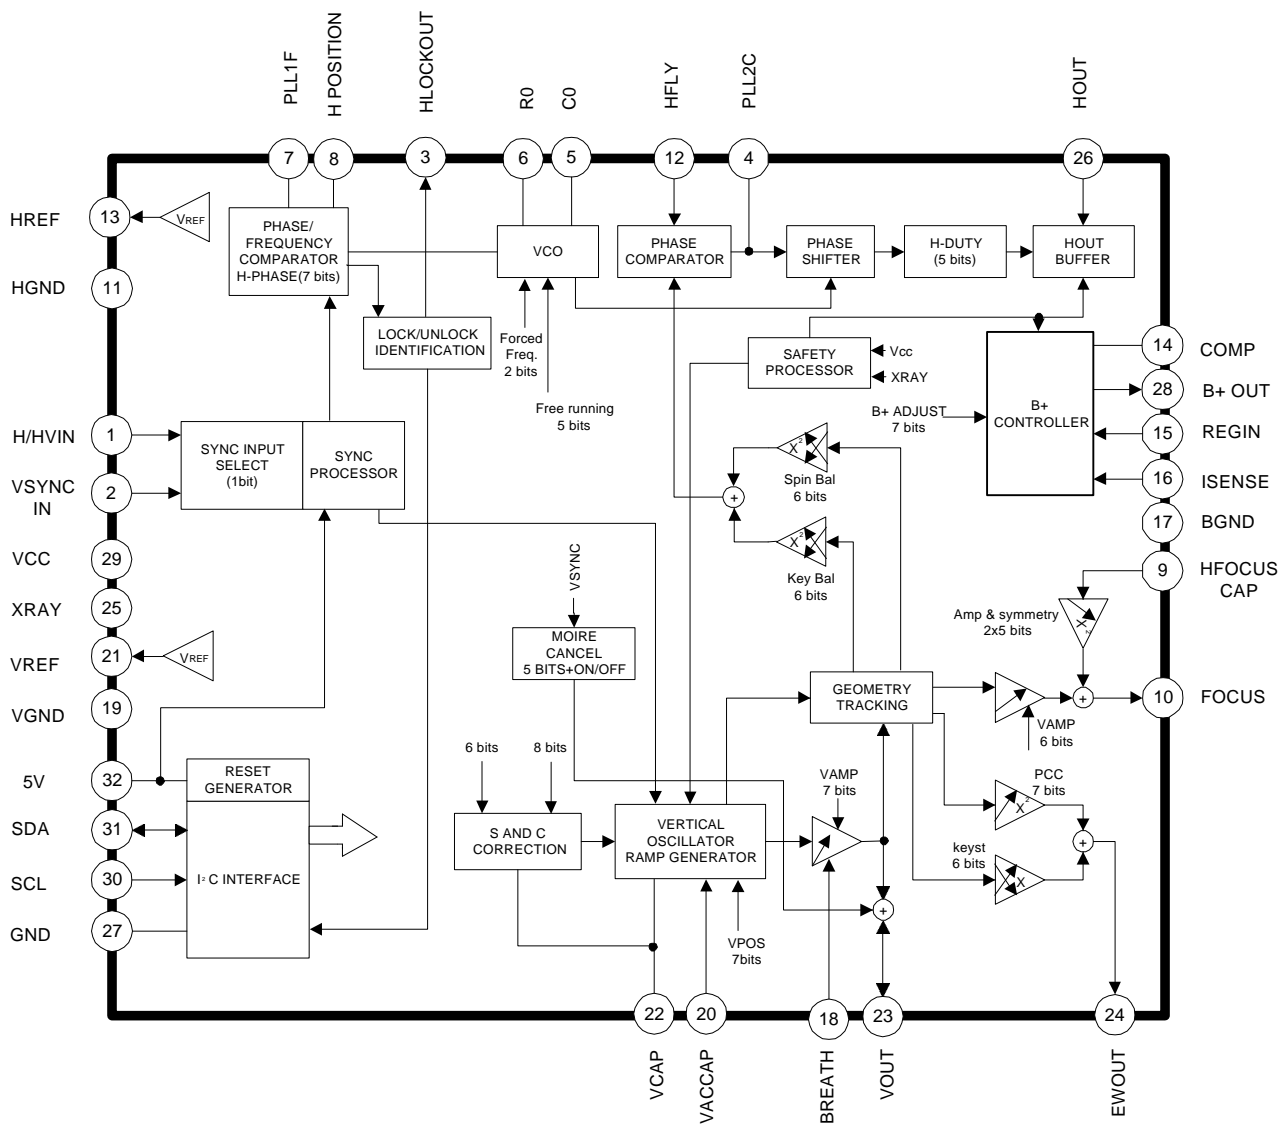 PLL1F
H POSITION
HLOCKOUT
R0
C0
HFLY
PLL2C
HOUT
7
8
3
6
5
12
4
26
HREF
13
VREF
HGND
11
PHASE/
FREQUENCY
COMPARATOR
H-PHASE(7 bits)
VCO
PHASE
COMPARATOR
PHASE
SHIFTER
H-DUTY
(5 bits)
HOUT
BUFFER
LOCK/UNLOCK
IDENTIFICATION
Forced
Freq.
2 bits
Free running
5 bits
SAFETY
PROCESSOR
Vcc
XRAY
B+ ADJUST
7 bits
B+
CONTROLLER
14
COMP
28
B+ OUT
15
REGIN
16
ISENSE
17
BGND
9
HFOCUS
CAP
H/HVIN
1
VSYNC
IN
2
SYNC INPUT
SELECT
(1bit)
SYNC
PROCESSOR
VCC
29
XRAY
25
VREF
21
VREF
VGND
19
5V
32
SDA
31
SCL
30
GND
27
RESET
GENERATOR
I2C INTERFACE
X2
Spin Bal
6 bits
+
X2
Key Bal
6 bits
VSYNC
MOIRE
CANCEL
5 BITS+ON/OFF
Amp & symmetry
2x5 bits
X2
GEOMETRY
TRACKING
+
10
FOCUS
VAMP
6 bits
6 bits
8 bits
S AND C
CORRECTION
VERTICAL
OSCILLATOR
RAMP GENERATOR
VAMP
7 bits
PCC
7 bits
X2
keyst
6 bits
X
+
+
VPOS
7bits
22
20
18
23
24
VCAP
VACCAP
BREATH
VOUT
EWOUT